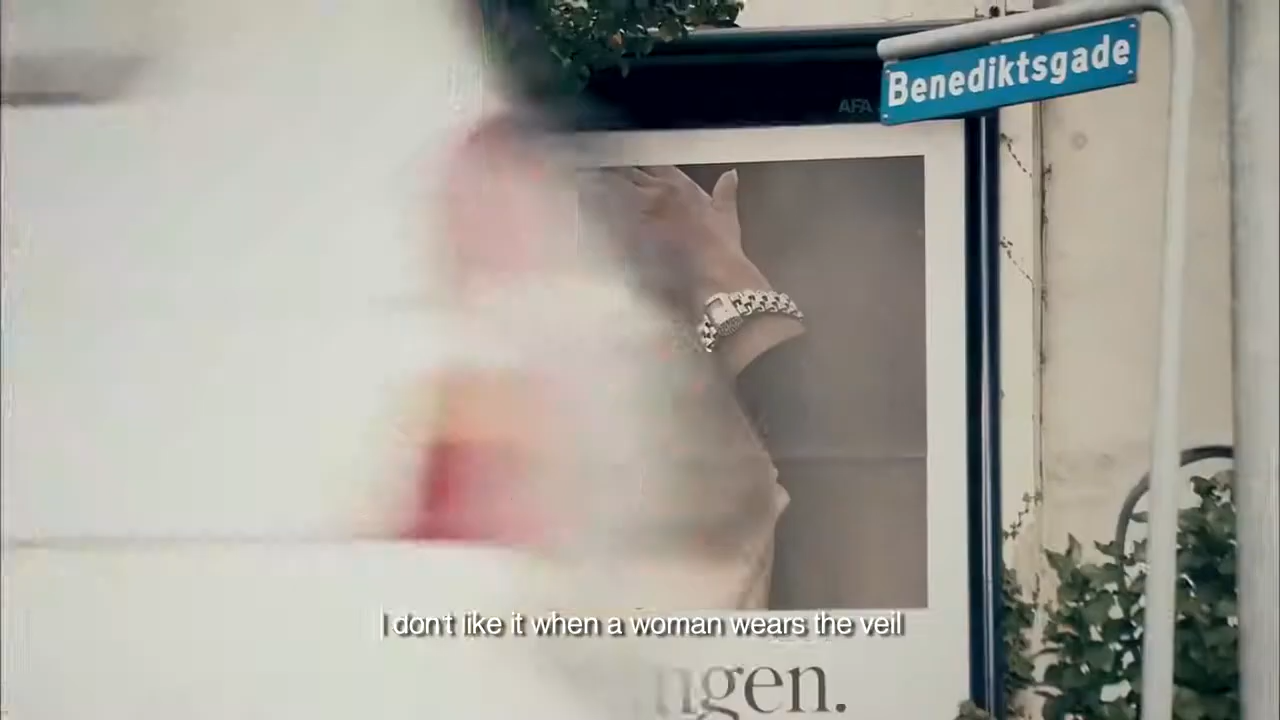 Benediktsgade
AFA
I don't like it when a woman wears the veil
ngen.